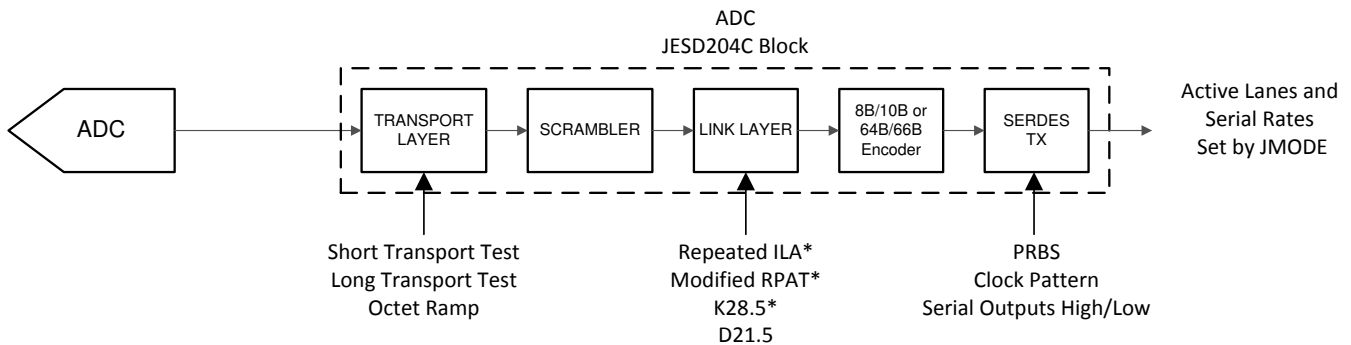 ADC
JESD204C Block
ADC
TRANSPORT
LAYER
SCRAMBLER
LINK LAYER
8B/10B or
64B/66B
Encoder
SERDES
TX
Active Lanes and
Serial Rates
Set by JMODE
Short Transport Test
Long Transport Test
Octet Ramp
Repeated ILA*
Modified RPAT*
K28.5*
D21.5
PRBS
Clock Pattern
Serial Outputs High/Low